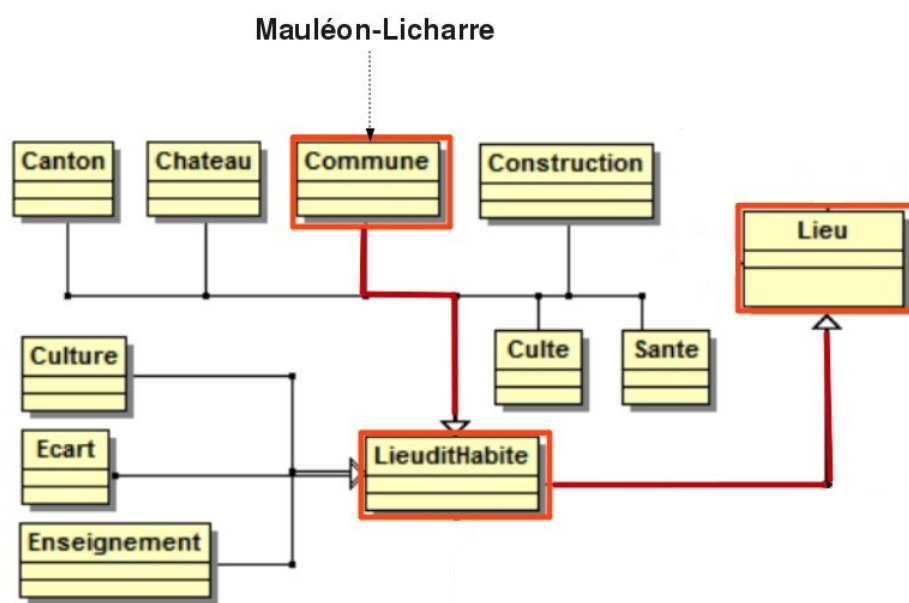 Mauléon-Licharre
Canton
Chateau
Commune
Construction
Lieu
Culture
Culte
Sante
Ecart
LieuditHabite
Enseignement